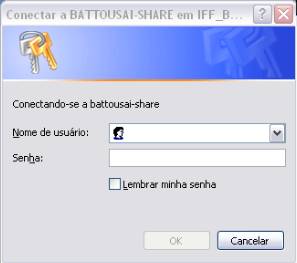 Conectar a BATTOUSAI-SHARE em IFF_B...
Conectando-se a battousai-share
Nome de usuário:
Senha:
Lembrar minha senha
OK
Cancelar